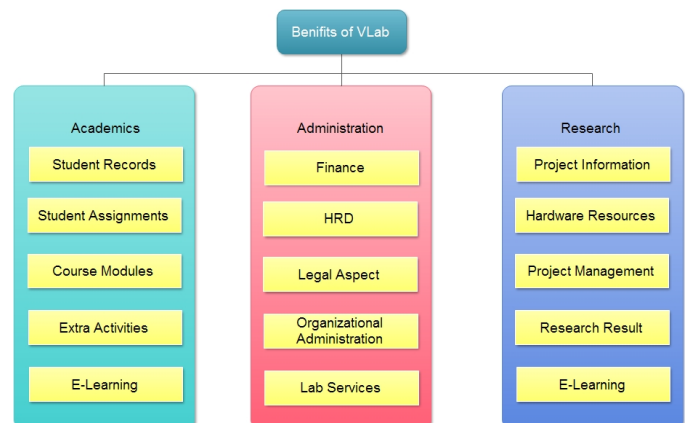 Benifits of VLab
Academics
Student Records
Student Assignments
Course Modules
Extra Activities
E-Learning
Administration
Finance
HRD
Legal Aspect
Organizational
Administration
Lab Services
Research
Project Information
Hardware Resources
Project Management
Research Result
E-Learning